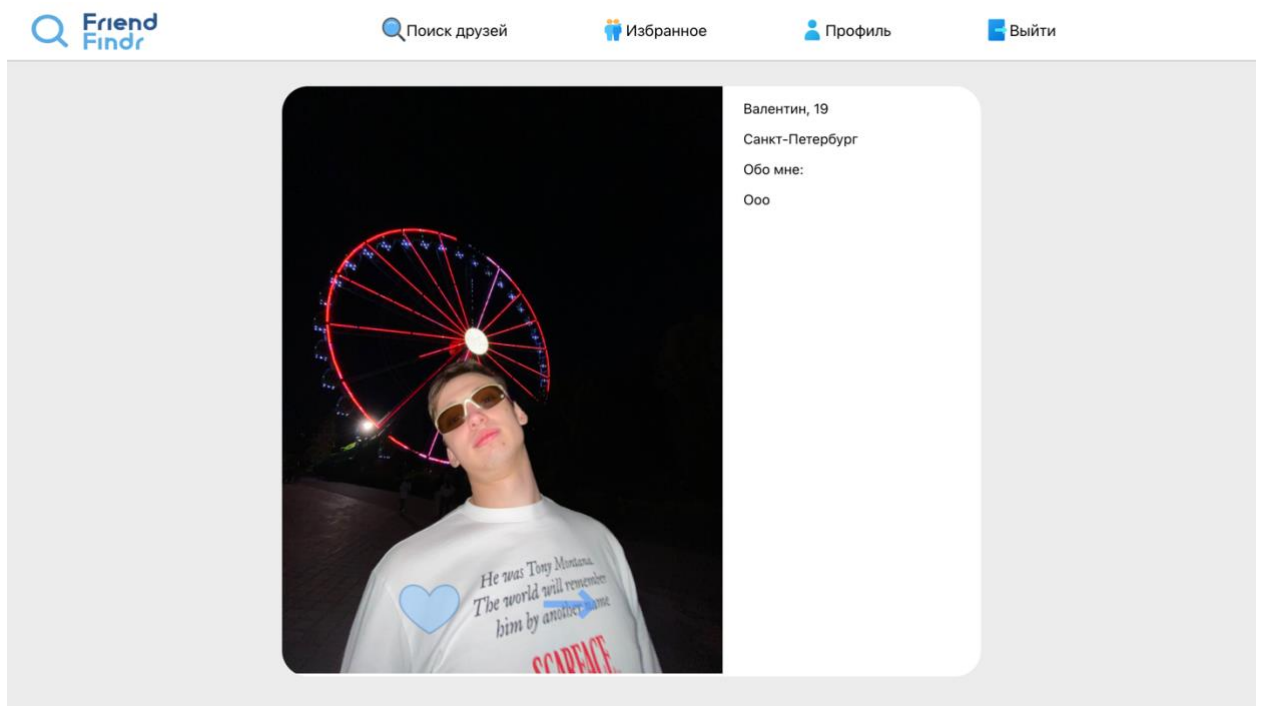 Friend
Findr
Поиск друзей
Избранное
Профиль
Выйти
Валентин, 19
Санкт-Петербург
Обо мне:
Ооо
He was Tony Montana.
The world will remember
him by another name
SCARFACE